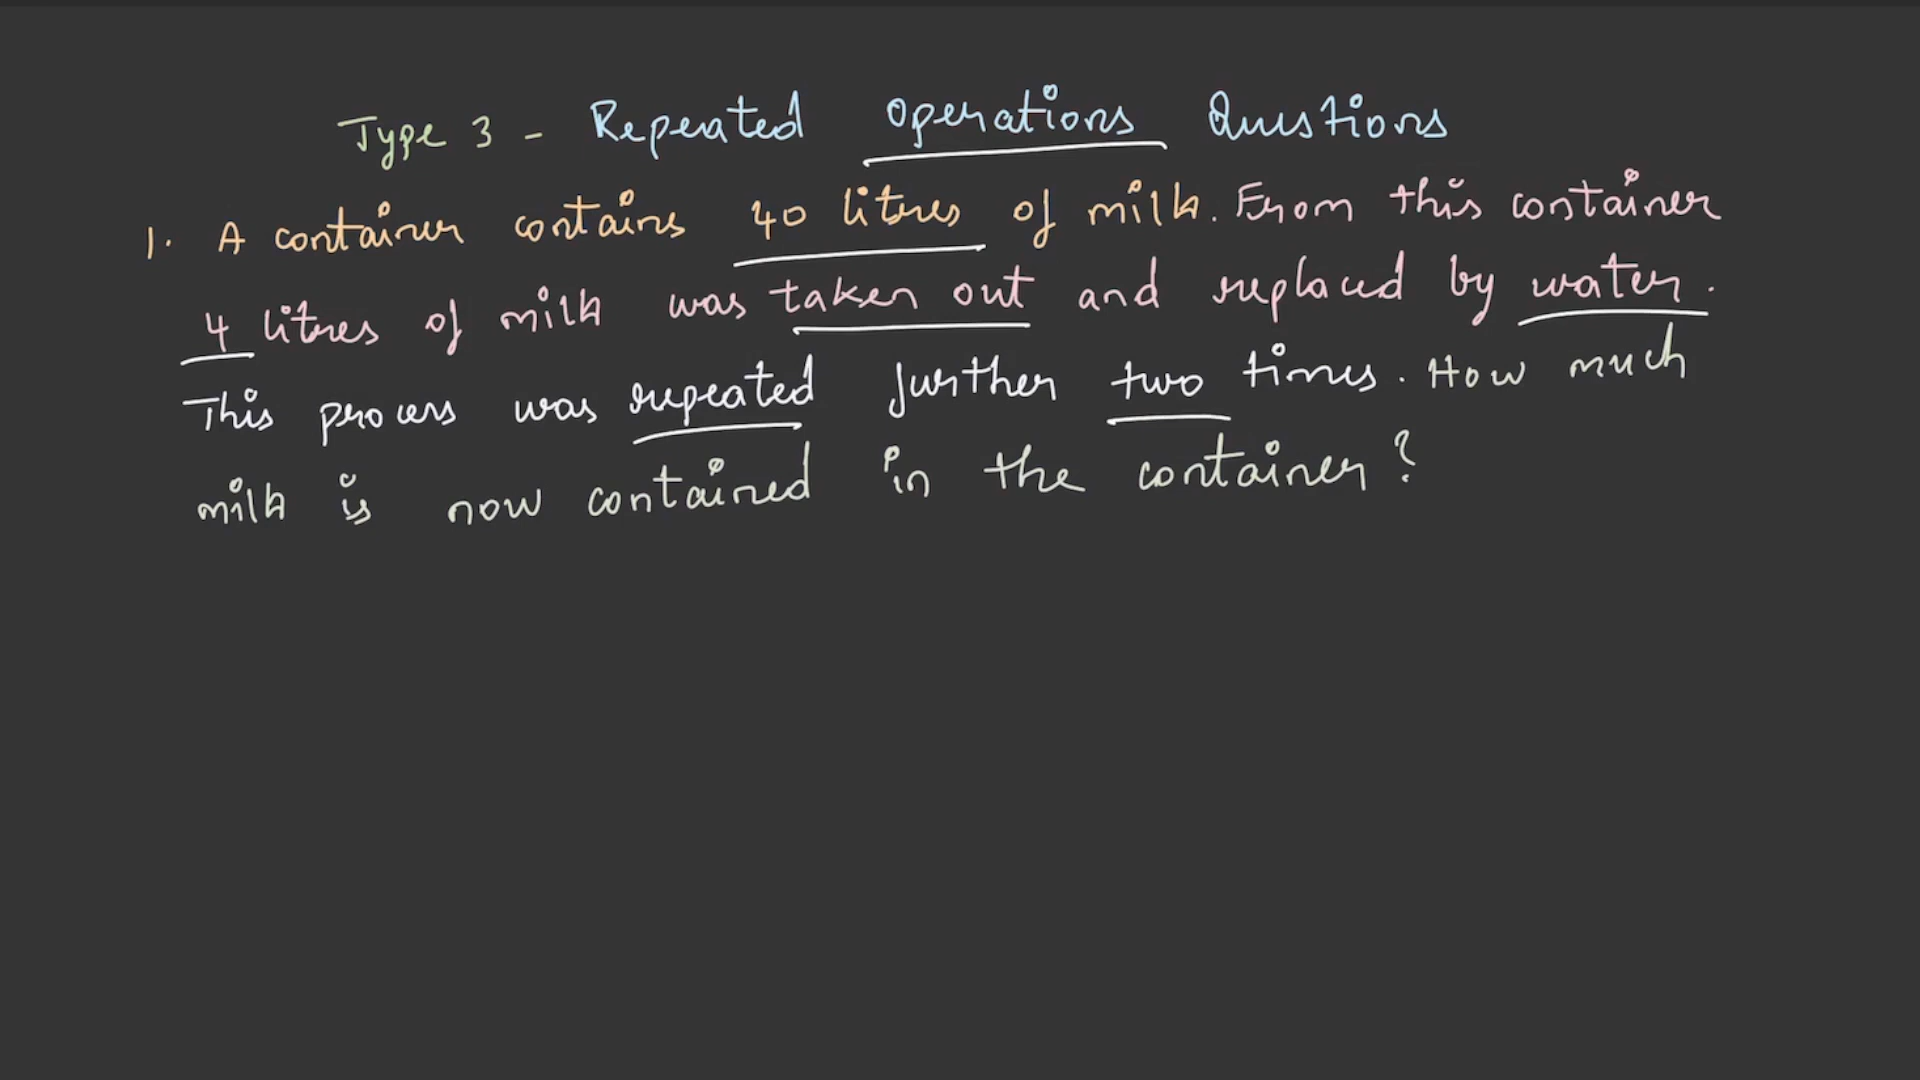 Type 3 - Repeated Operations Questions
1. A container contains 40 litres of milk. From this container
4 litres of milk was taken out and replaced by water.
This process was repeated further two times. How much
milk is now contained in the container?